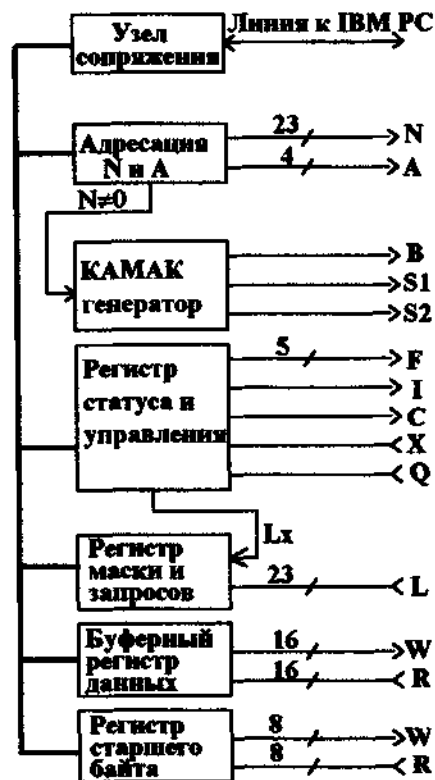 Узел
сопряжения
Линия к IBM PC
Адресация
N и А
23
N
4
A
N≠0
КАМАК
генератор
B
S1
S2
Регистр
статуса и
управления
5
F
I
C
X
Q
Lx
Регистр
маски и
запросов
23
L
Буферный
регистр
данных
16
W
16
R
Регистр
старшего
байта
8
W
8
R